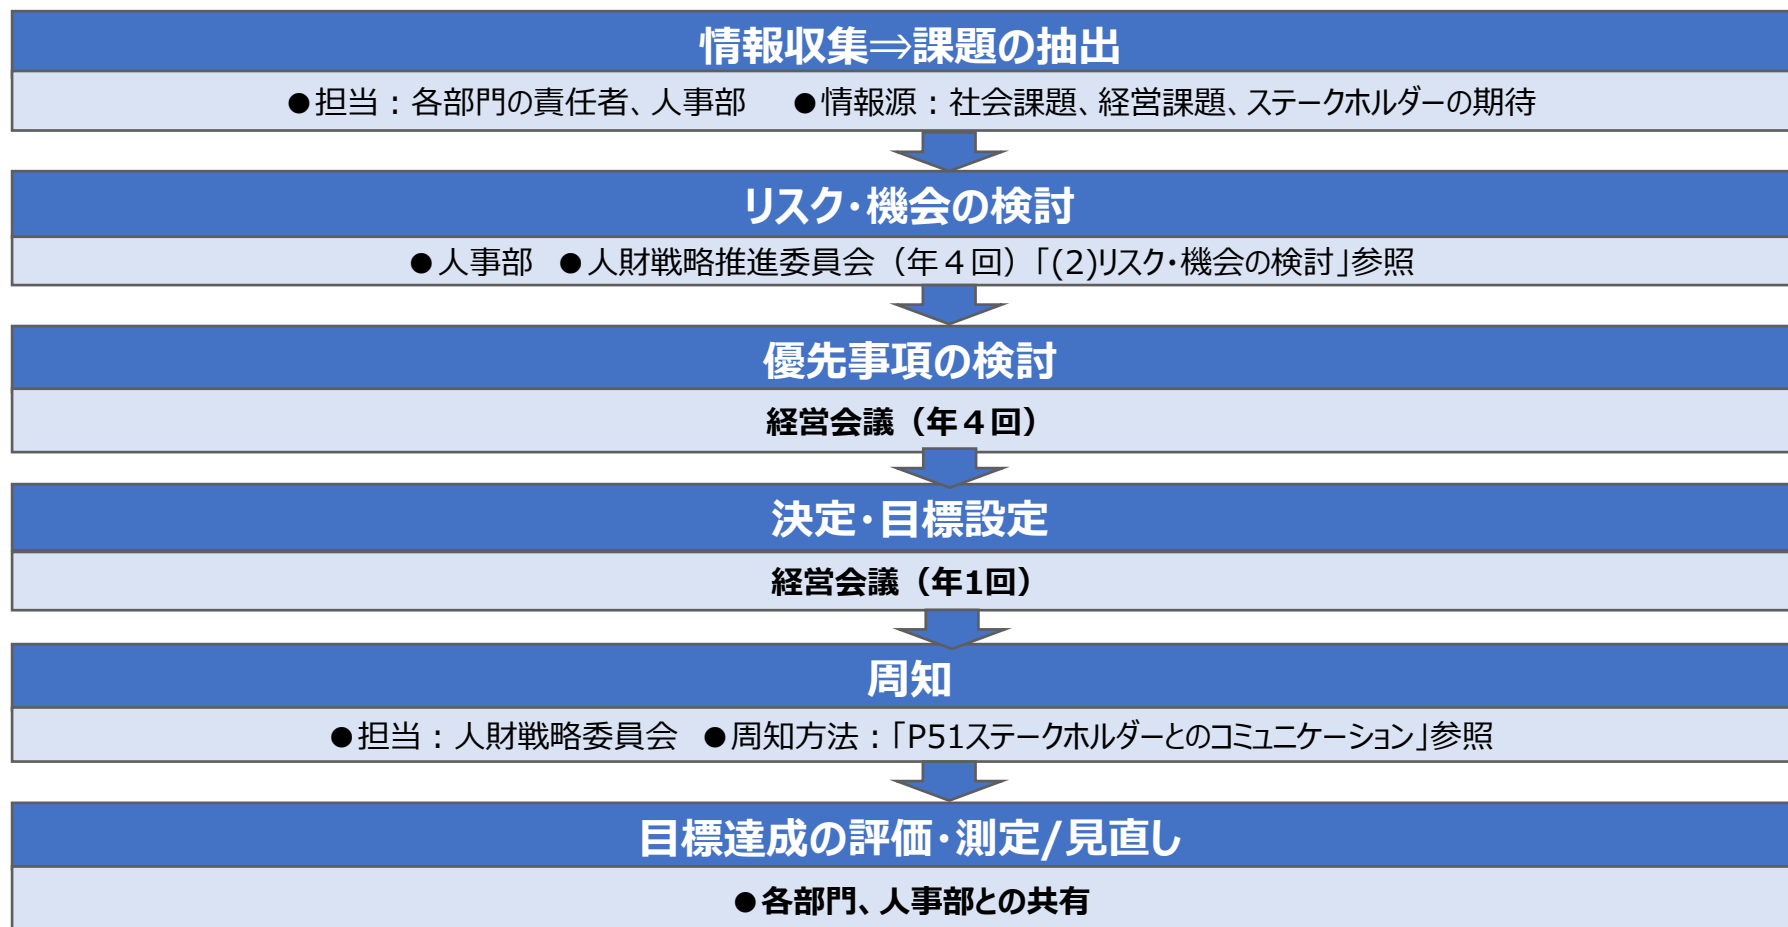 情報収集⇒課題の抽出
●担当：各部門の責任者、人事部　●情報源：社会課題、経営課題、ステークホルダーの期待
リスク・機会の検討
●人事部　●人財戦略推進委員会（年４回）「(2)リスク・機会の検討」参照
優先事項の検討
経営会議（年４回）
決定・目標設定
経営会議（年1回）
周知
●担当：人財戦略委員会　●周知方法：「P51ステークホルダーとのコミュニケーション」参照
目標達成の評価・測定/見直し
●各部門、人事部との共有